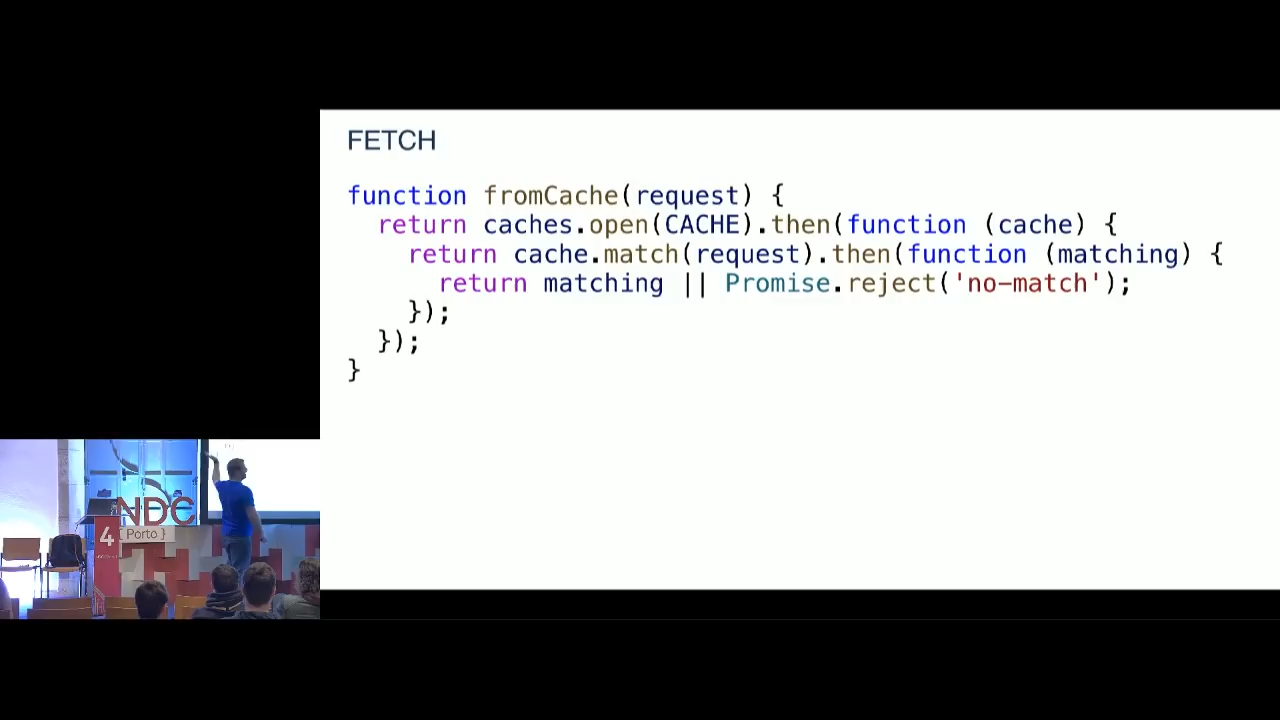 FETCH
function fromCache(request) {
  return caches.open(CACHE).then(function (cache) {
    return cache.match(request).then(function (matching) {
      return matching || Promise.reject('no-match');
    });
  });
}
NDC
4
{ Porto }